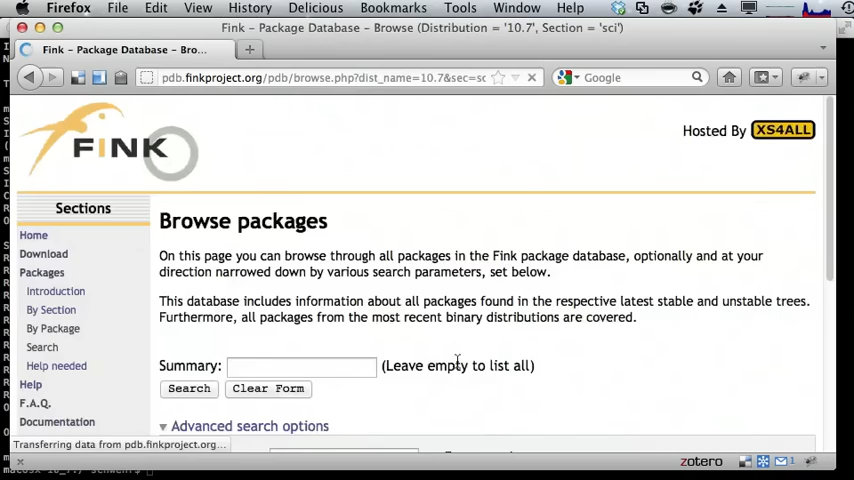 Firefox File Edit View History Delicious Bookmarks Tools Window Help
Fink - Package Database - Browse (Distribution = '10.7', Section = 'sci')
Fink - Package Database - Bro...
pdb.finkproject.org/pdb/browse.php?dist_name=10.7&sec=sc
Google
FINK
Hosted By XS4ALL
Sections
Home
Download
Packages
Introduction
By Section
By Package
Search
Help needed
Help
F.A.Q.
Documentation
Browse packages
On this page you can browse through all packages in the Fink package database, optionally and at your
direction narrowed down by various search parameters, set below.
This database includes information about all packages found in the respective latest stable and unstable trees.
Furthermore, all packages from the most recent binary distributions are covered.
Summary: (Leave empty to list all)
Search Clear Form
Advanced search options
Transferring data from pdb.finkproject.org...
zotero
1